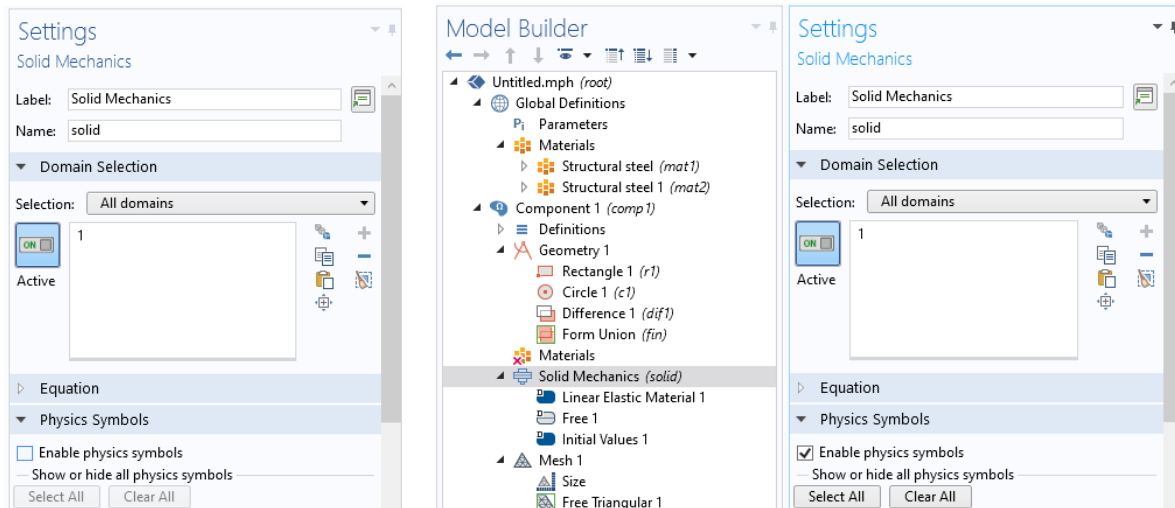 Settings
Solid Mechanics
Label: Solid Mechanics
Name: solid
Domain Selection
Selection: All domains
1
ON
Active
Equation
Physics Symbols
Enable physics symbols
Show or hide all physics symbols
Select All Clear All
Model Builder
Untitled.mph (root)
Global Definitions
Pi Parameters
Materials
Structural steel (mat1)
Structural steel 1 (mat2)
Component 1 (comp1)
Definitions
Geometry 1
Rectangle 1 (r1)
Circle 1 (c1)
Difference 1 (dif1)
Form Union (fin)
Materials
Solid Mechanics (solid)
Linear Elastic Material 1
Free 1
Initial Values 1
Mesh 1
Size
Free Triangular 1
Settings
Solid Mechanics
Label: Solid Mechanics
Name: solid
Domain Selection
Selection: All domains
1
ON
Active
Equation
Physics Symbols
Enable physics symbols
Show or hide all physics symbols
Select All Clear All